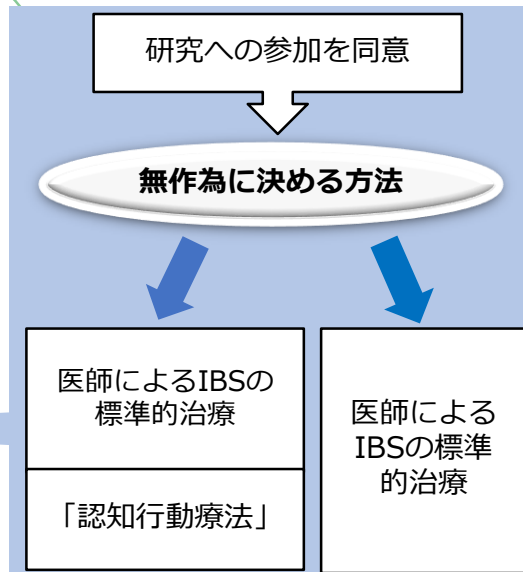 研究への参加を同意
無作為に決める方法
医師によるIBSの
標準的治療
「認知行動療法」
医師による
IBSの標準
的治療